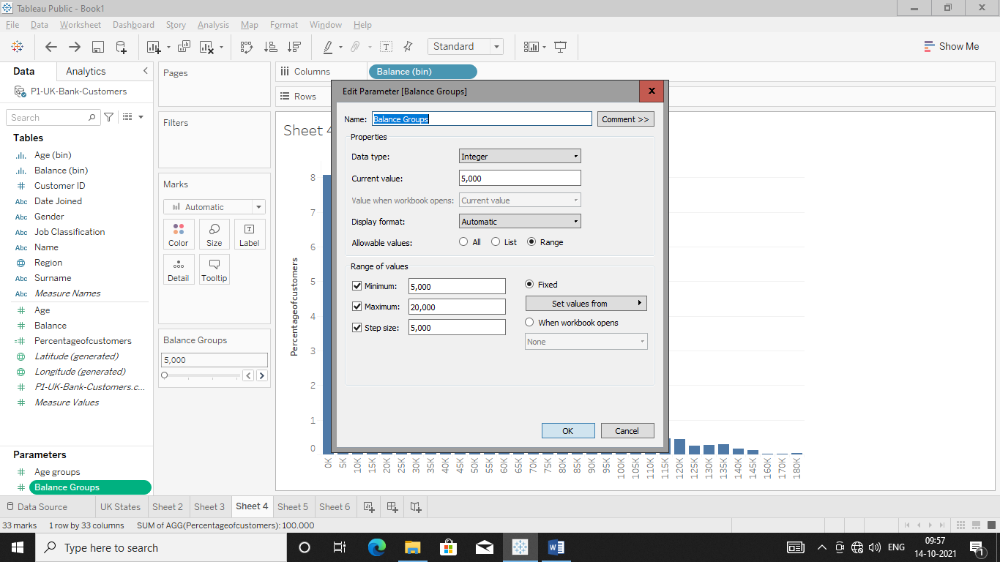 Tableau Public - Book1
File Data Worksheet Dashboard Story Analysis Map Format Window Help
Standard
Show Me
Data Analytics
P1-UK-Bank-Customers
Search
Tables
Age (bin)
Balance (bin)
Customer ID
Abc Date Joined
Abc Gender
Abc Job Classification
Abc Name
Region
Abc Surname
Abc Measure Names
Age
Balance
Percentageofcustomers
Latitude (generated)
Longitude (generated)
P1-UK-Bank-Customers.c...
Measure Values
Parameters
Age groups
Balance Groups
Pages
Filters
Marks
Automatic
Color Size Label
Detail Tooltip
Balance Groups
5,000
Columns Balance (bin)
Rows
Sheet 4
Percentageofcustomers
8
7
6
5
4
3
2
1
0
0K 5K 10K 15K 20K 25K 30K 35K 40K 45K 50K 55K 60K 65K 70K 75K 80K 85K 90K 95K 100K 105K 110K 115K 120K 125K 130K 135K 140K 145K 160K 170K 180K
Edit Parameter [Balance Groups]
Name: Balance Groups Comment >>
Properties
Data type: Integer
Current value: 5,000
Value when workbook opens: Current value
Display format: Automatic
Allowable values: All List Range
Range of values
Minimum: 5,000 Fixed
Set values from
Maximum: 20,000
When workbook opens
Step size: 5,000
None
OK Cancel
Data Source UK States Sheet 2 Sheet 3 Sheet 4 Sheet 5 Sheet 6
33 marks 1 row by 33 columns SUM of AGG(Percentageofcustomers): 100.000
Type here to search
ENG
09:57
14-10-2021
1